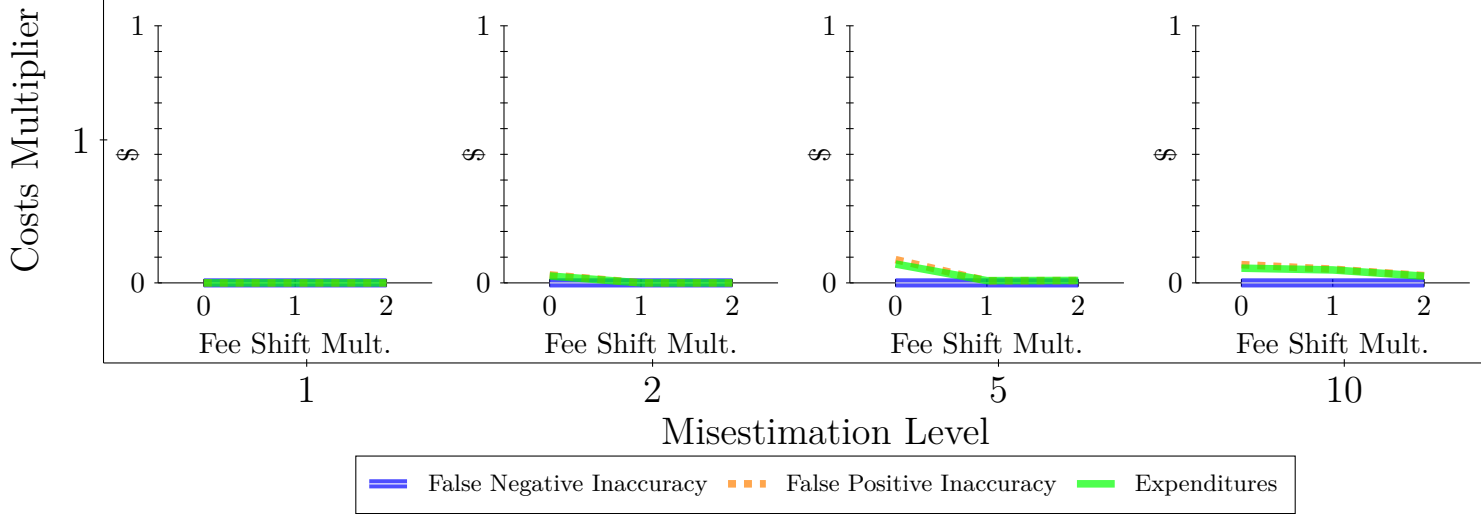 Costs Multiplier
1
1
$
0
0 1 2
Fee Shift Mult.
1
$
0
0 1 2
Fee Shift Mult.
1
$
0
0 1 2
Fee Shift Mult.
1
$
0
0 1 2
Fee Shift Mult.
1 2 5 10
Misestimation Level
False Negative Inaccuracy False Positive Inaccuracy Expenditures